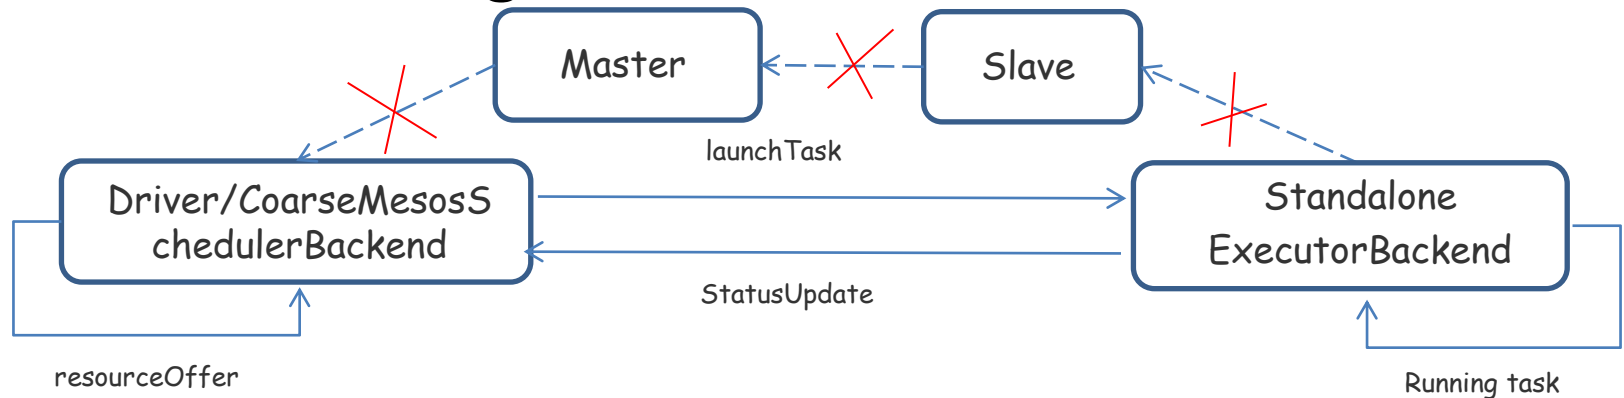 Master
Slave
launchTask
Driver/CoarseMesosS
chedulerBackend
Standalone
ExecutorBackend
StatusUpdate
resourceOffer
Running task